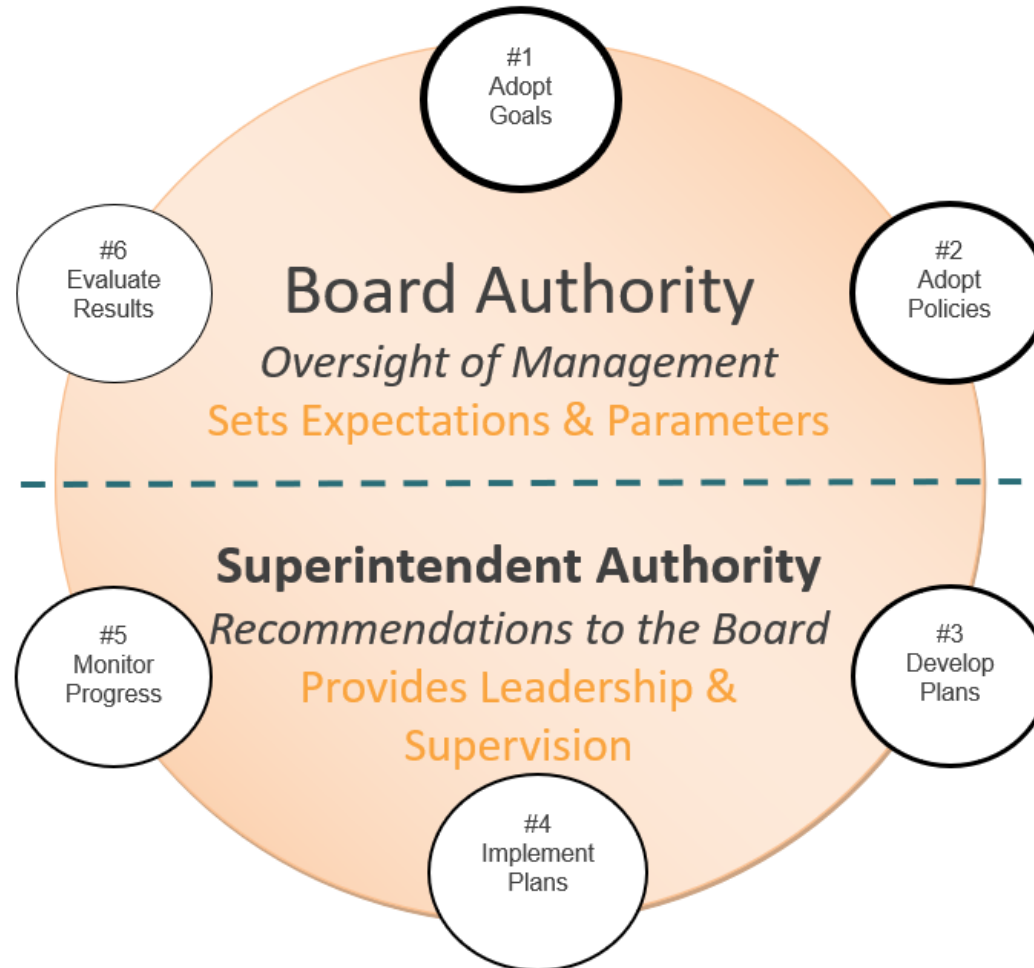 #1
Adopt
Goals
#6
Evaluate
Results
#2
Adopt
Policies
Board Authority
Oversight of Management
Sets Expectations & Parameters
Superintendent Authority
Recommendations to the Board
Provides Leadership &
Supervision
#5
Monitor
Progress
#3
Develop
Plans
#4
Implement
Plans